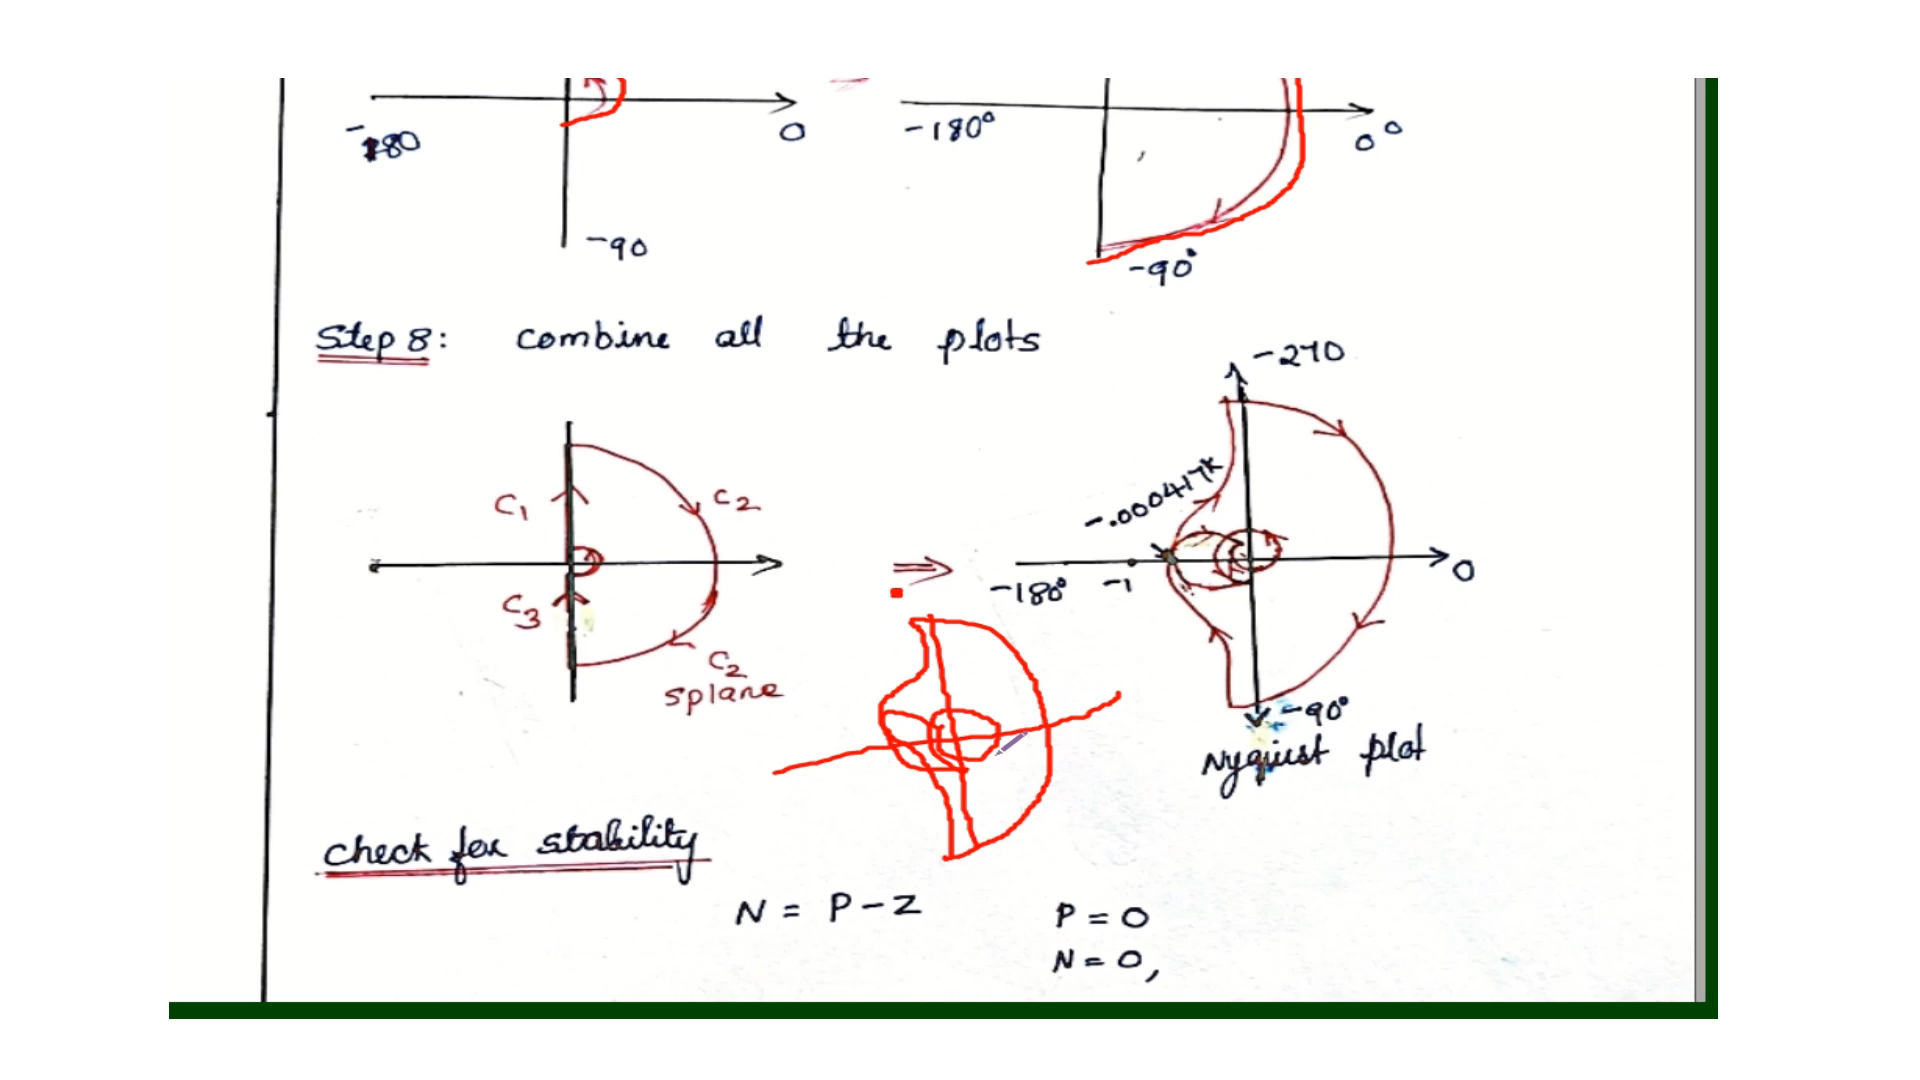 -180
0
-90
-180°
0°
-90°
Step 8: combine all the plots
C1
C2
C3
C2
splane
⇒
-270
-.000417K
-180°
-1
0
-90°
Nyquist plot
check for stability
N = P - Z
P = 0
N = 0,